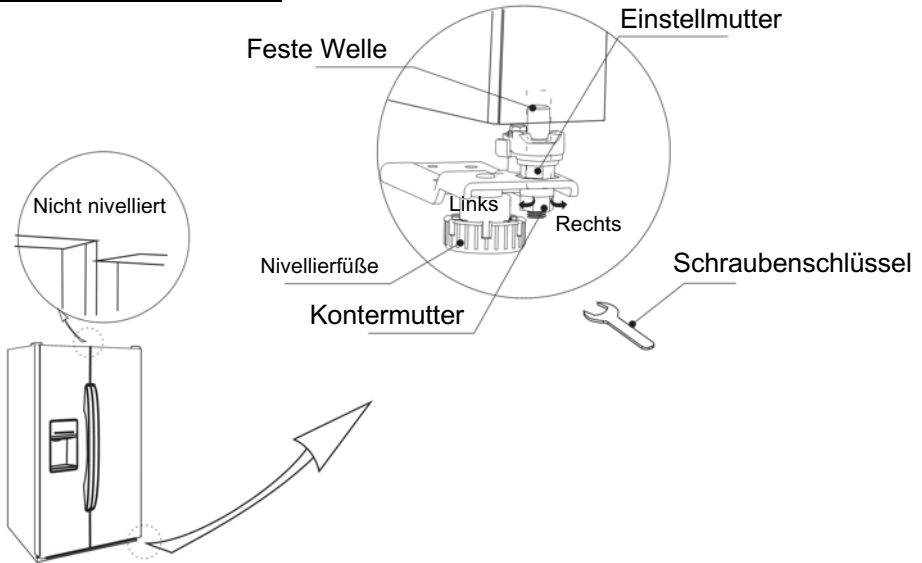 Einstellmutter
Feste Welle
Nicht nivelliert
Links
Rechts
Nivellierfüße
Schraubenschlüssel
Kontermutter